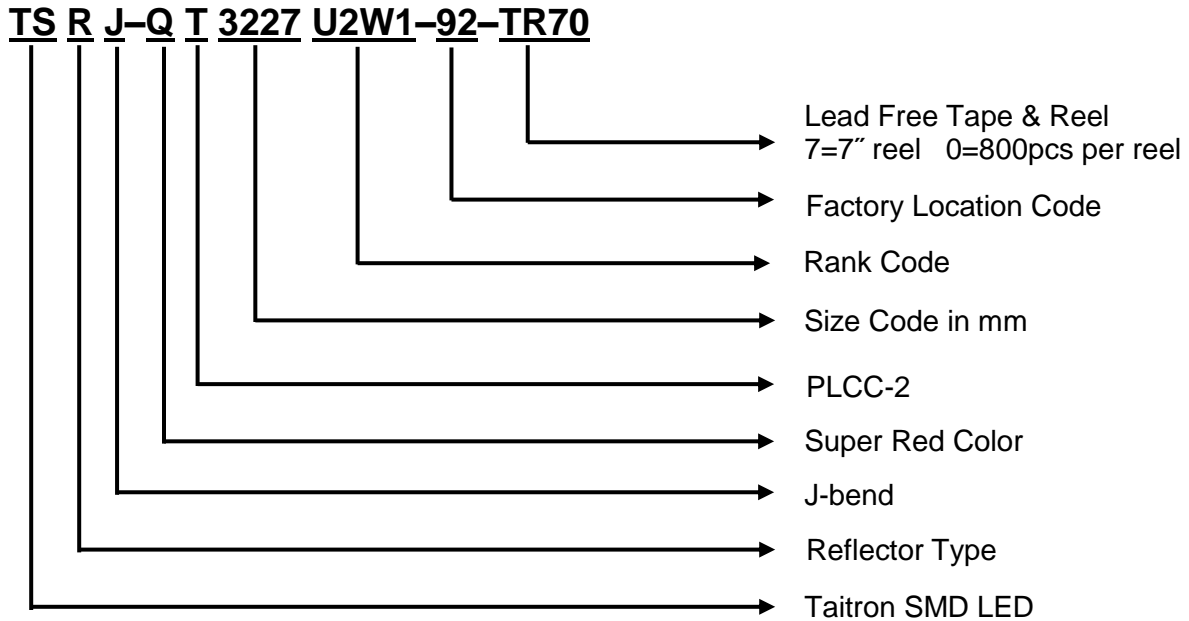 TS R J–Q T 3227 U2W1–92–TR70
Lead Free Tape & Reel
7=7˝ reel 0=800pcs per reel
Factory Location Code
Rank Code
Size Code in mm
PLCC-2
Super Red Color
J-bend
Reflector Type
Taitron SMD LED